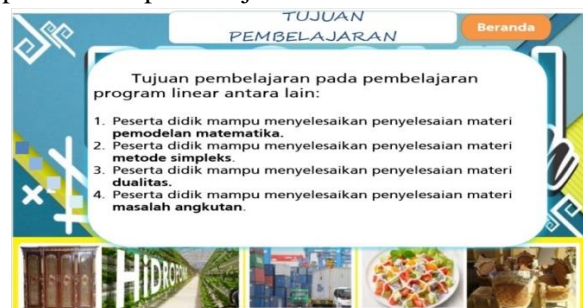 TUJUAN
PEMBELAJARAN
Beranda
Tujuan pembelajaran pada pembelajaran
program linear antara lain:
1. Peserta didik mampu menyelesaikan penyelesaian materi
pemodelan matematika.
2. Peserta didik mampu menyelesaikan penyelesaian materi
metode simpleks.
3. Peserta didik mampu menyelesaikan penyelesaian materi
dualitas.
4. Peserta didik mampu menyelesaikan penyelesaian materi
masalah angkutan.